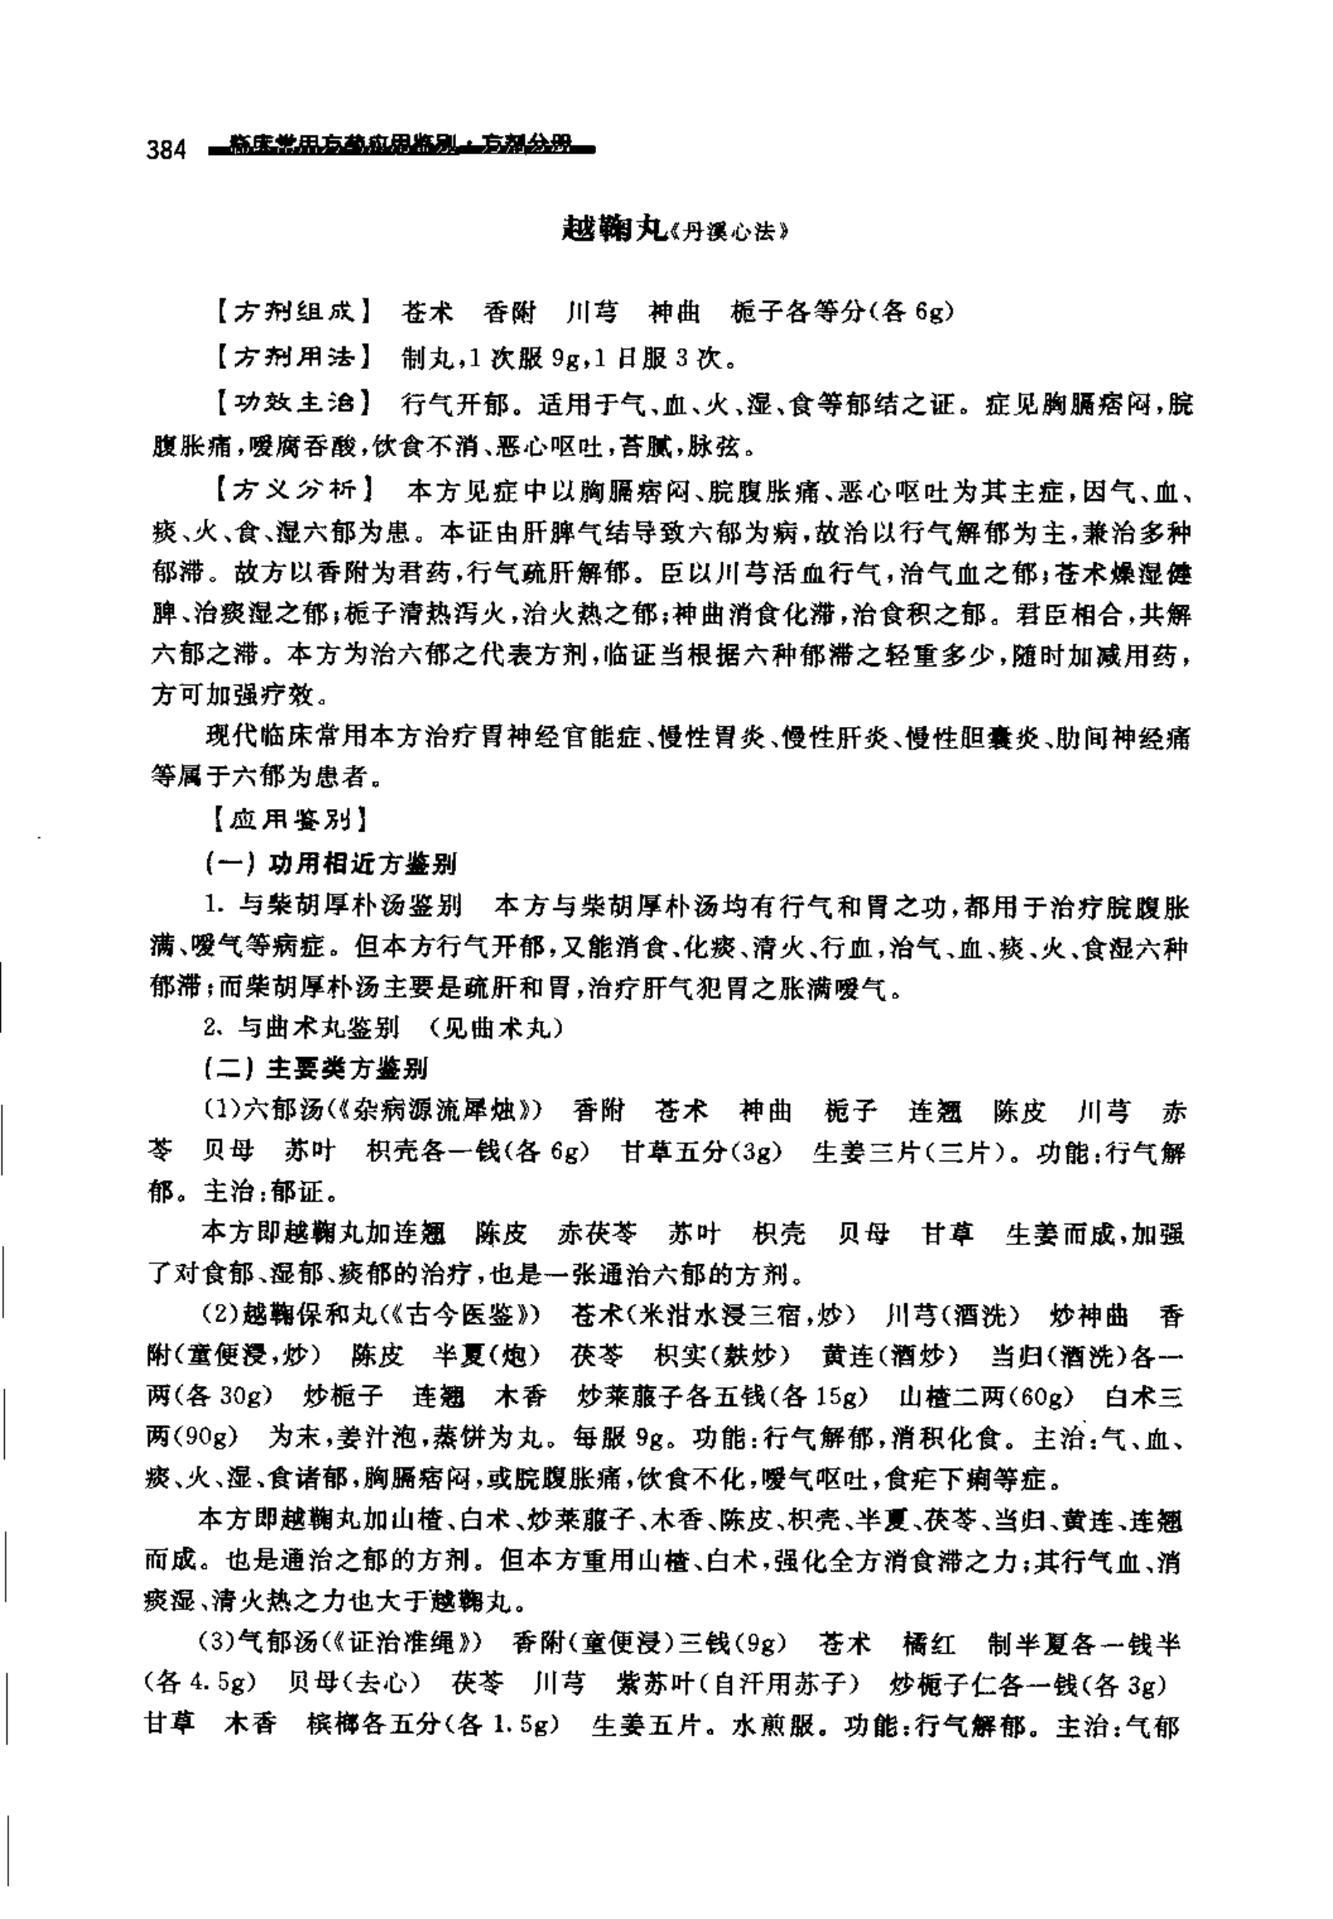 384 临床常用方药应用鉴别·方剂分册
越鞠丸《丹溪心法》
【方剂组成】 苍术 香附 川芎 神曲 栀子各等分(各6g)
【方剂用法】 制丸,1次服9g,1日服3次。
【功效主治】 行气开郁。适用于气、血、火、湿、食等郁结之证。症见胸膈痞闷,脘
腹胀痛,嗳腐吞酸,饮食不消、恶心呕吐,苔腻,脉弦。
【方义分析】 本方见症中以胸膈痞闷、脘腹胀痛、恶心呕吐为其主症,因气、血、
痰、火、食、湿六郁为患。本证由肝脾气结导致六郁为病,故治以行气解郁为主,兼治多种
郁滞。故方以香附为君药,行气疏肝解郁。臣以川芎活血行气,治气血之郁;苍术燥湿健
脾、治痰湿之郁;栀子清热泻火,治火热之郁;神曲消食化滞,治食积之郁。君臣相合,共解
六郁之滞。本方为治六郁之代表方剂,临证当根据六种郁滞之轻重多少,随时加减用药,
方可加强疗效。
现代临床常用本方治疗胃神经官能症、慢性胃炎、慢性肝炎、慢性胆囊炎、肋间神经痛
等属于六郁为患者。
【应用鉴别】
(一) 功用相近方鉴别
1. 与柴胡厚朴汤鉴别 本方与柴胡厚朴汤均有行气和胃之功,都用于治疗脘腹胀
满、嗳气等病症。但本方行气开郁,又能消食、化痰、清火、行血,治气、血、痰、火、食湿六种
郁滞;而柴胡厚朴汤主要是疏肝和胃,治疗肝气犯胃之胀满嗳气。
2、与曲术丸鉴别 (见曲术丸)
(二) 主要类方鉴别
(1)六郁汤(《杂病源流犀烛》) 香附 苍术 神曲 栀子 连翘 陈皮 川芎 赤
苓 贝母 苏叶 枳壳各一钱(各6g) 甘草五分(3g) 生姜三片(三片)。功能:行气解
郁。主治:郁证。
本方即越鞠丸加连翘 陈皮 赤茯苓 苏叶 枳壳 贝母 甘草 生姜而成,加强
了对食郁、湿郁、痰郁的治疗,也是一张通治六郁的方剂。
(2)越鞠保和丸(《古今医鉴》) 苍术(米泔水浸三宿,炒) 川芎(酒洗) 炒神曲 香
附(童便浸,炒) 陈皮 半夏(炮) 茯苓 枳实(麸炒) 黄连(酒炒) 当归(酒洗)各一
两(各30g) 炒栀子 连翘 木香 炒莱菔子各五钱(各15g) 山楂二两(60g) 白术三
两(90g) 为末,姜汁泡,蒸饼为丸。每服9g。功能:行气解郁,消积化食。主治:气、血、
痰、火、湿、食诸郁,胸膈痞闷,或脘腹胀痛,饮食不化,嗳气呕吐,食疟下痢等症。
本方即越鞠丸加山楂、白术、炒莱菔子、木香、陈皮、枳壳、半夏、茯苓、当归、黄连、连翘
而成。也是通治之郁的方剂。但本方重用山楂、白术,强化全方消食滞之力;其行气血、消
痰湿、清火热之力也大于越鞠丸。
(3)气郁汤(《证治准绳》) 香附(童便浸)三钱(9g) 苍术 橘红 制半夏各一钱半
(各4.5g) 贝母(去心) 茯苓 川芎 紫苏叶(自汗用苏子) 炒栀子仁各一钱(各3g)
甘草 木香 槟榔各五分(各1.5g) 生姜五片。水煎服。功能:行气解郁。主治:气郁